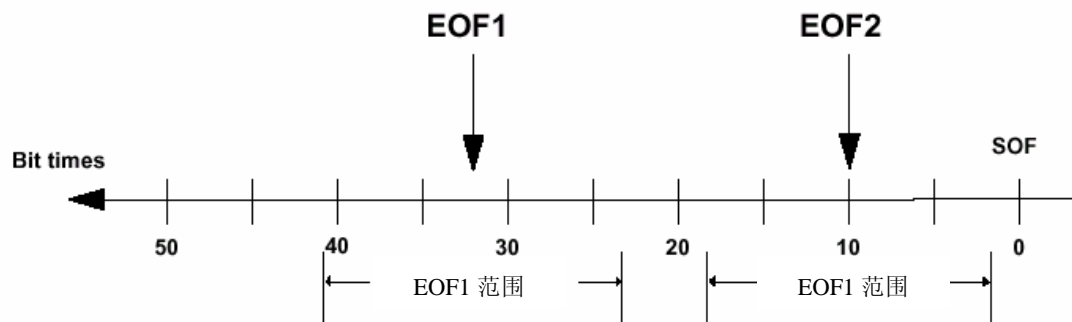 EOF1 EOF2
Bit times SOF
50 40 30 20 10 0
EOF1 范围 EOF1 范围